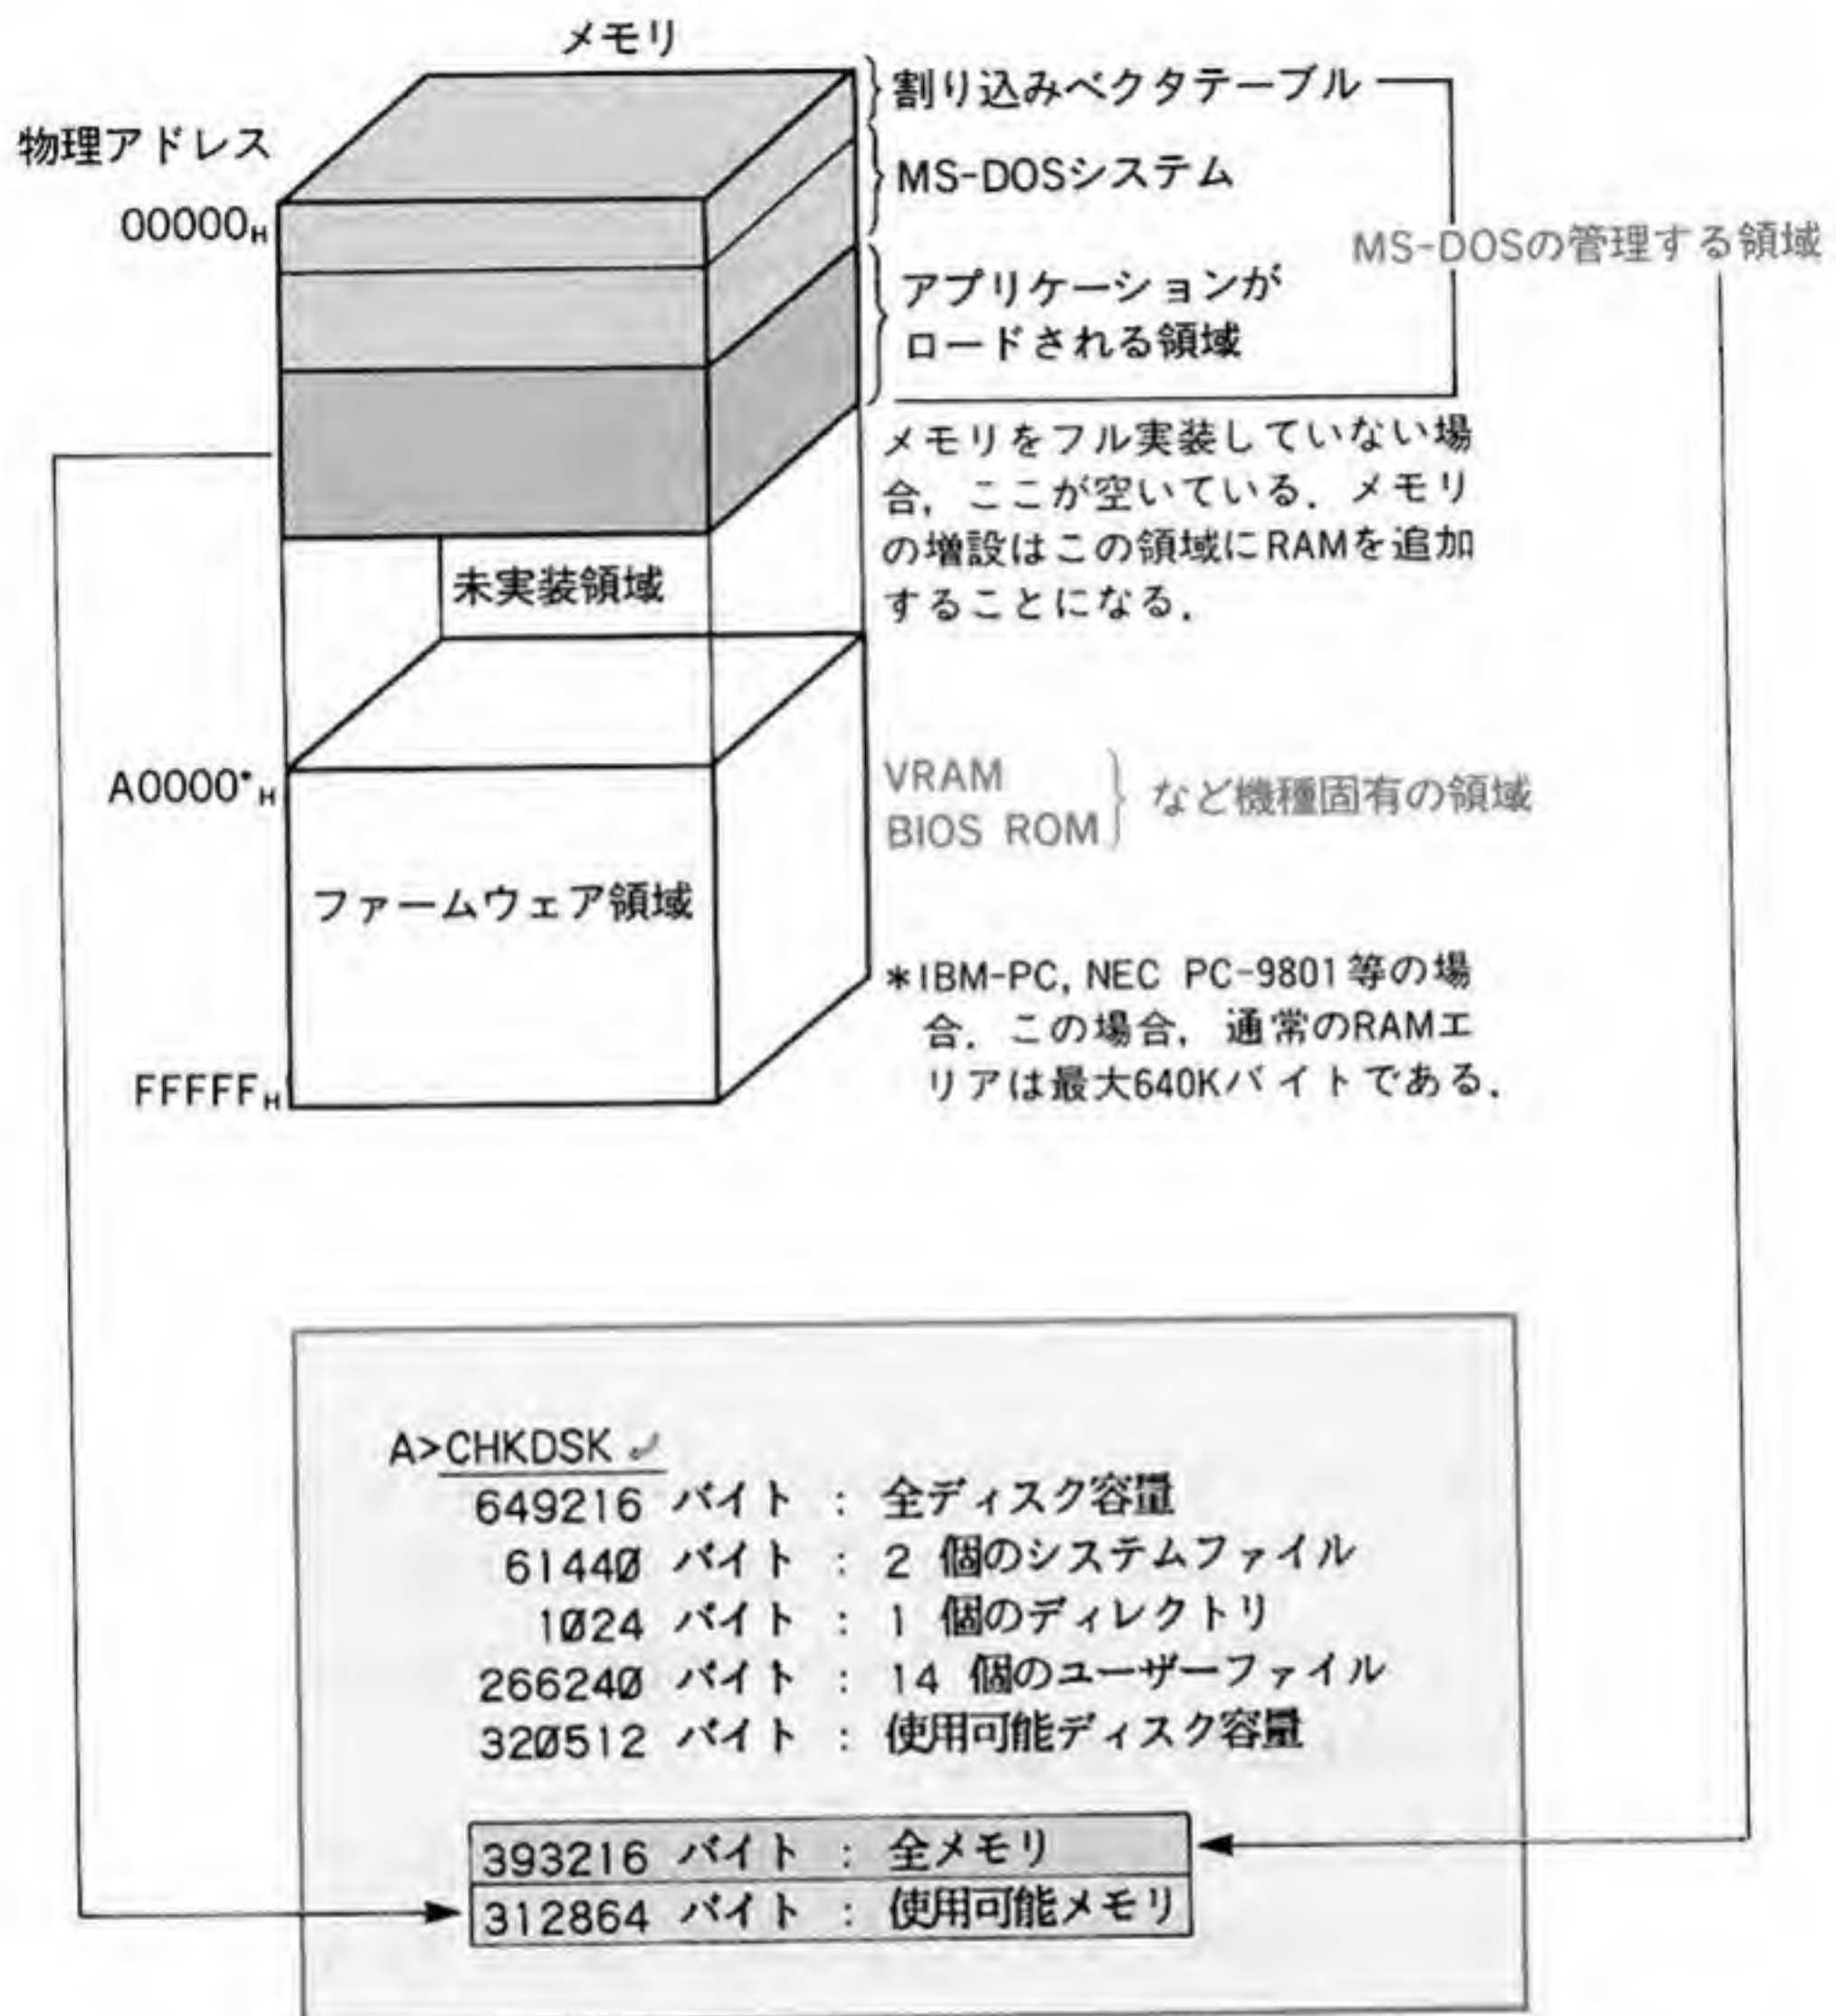 メモリ
物理アドレス
00000H
割り込みベクタテーブル
MS-DOSシステム
MS-DOSの管理する領域
アプリケーションが
ロードされる領域
メモリをフル実装していない場
合，ここが空いている．メモリ
の増設はこの領域にRAMを追加
することになる．
未実装領域
A0000*H
VRAM
BIOS ROM
など機種固有の領域
ファームウェア領域
*IBM-PC, NEC PC-9801等の場
合．この場合，通常のRAMエ
リアは最大640Kバイトである．
FFFFFH
A>CHKDSK
649216 バイト : 全ディスク容量
61440 バイト : 2 個のシステムファイル
1024 バイト : 1 個のディレクトリ
266240 バイト : 14 個のユーザーファイル
320512 バイト : 使用可能ディスク容量
393216 バイト : 全メモリ
312864 バイト : 使用可能メモリ